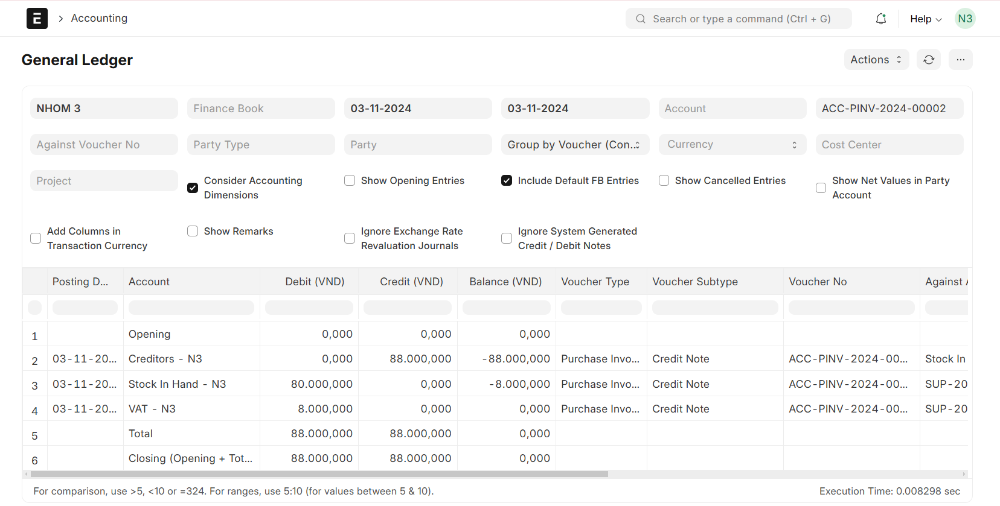 E > Accounting Search or type a command (Ctrl + G) Help N3
General Ledger Actions ...
NHOM 3 Finance Book 03-11-2024 03-11-2024 Account ACC-PINV-2024-00002
Against Voucher No Party Type Party Group by Voucher (Con... Currency Cost Center
Project
Consider Accounting
Dimensions
Show Opening Entries
Include Default FB Entries
Show Cancelled Entries
Show Net Values in Party
Account
Add Columns in
Transaction Currency
Show Remarks
Ignore Exchange Rate
Revaluation Journals
Ignore System Generated
Credit / Debit Notes
Posting D... Account Debit (VND) Credit (VND) Balance (VND) Voucher Type Voucher Subtype Voucher No Against A
1 Opening 0,000 0,000 0,000
2 03-11-20... Creditors - N3 0,000 88.000,000 -88.000,000 Purchase Invo... Credit Note ACC-PINV-2024-00... Stock In
3 03-11-20... Stock In Hand - N3 80.000,000 0,000 -8.000,000 Purchase Invo... Credit Note ACC-PINV-2024-00... SUP-20
4 03-11-20... VAT - N3 8.000,000 0,000 0,000 Purchase Invo... Credit Note ACC-PINV-2024-00... SUP-20
5 Total 88.000,000 88.000,000 0,000
6 Closing (Opening + Tot... 88.000,000 88.000,000 0,000
For comparison, use >5, <10 or =324. For ranges, use 5:10 (for values between 5 & 10). Execution Time: 0.008298 sec